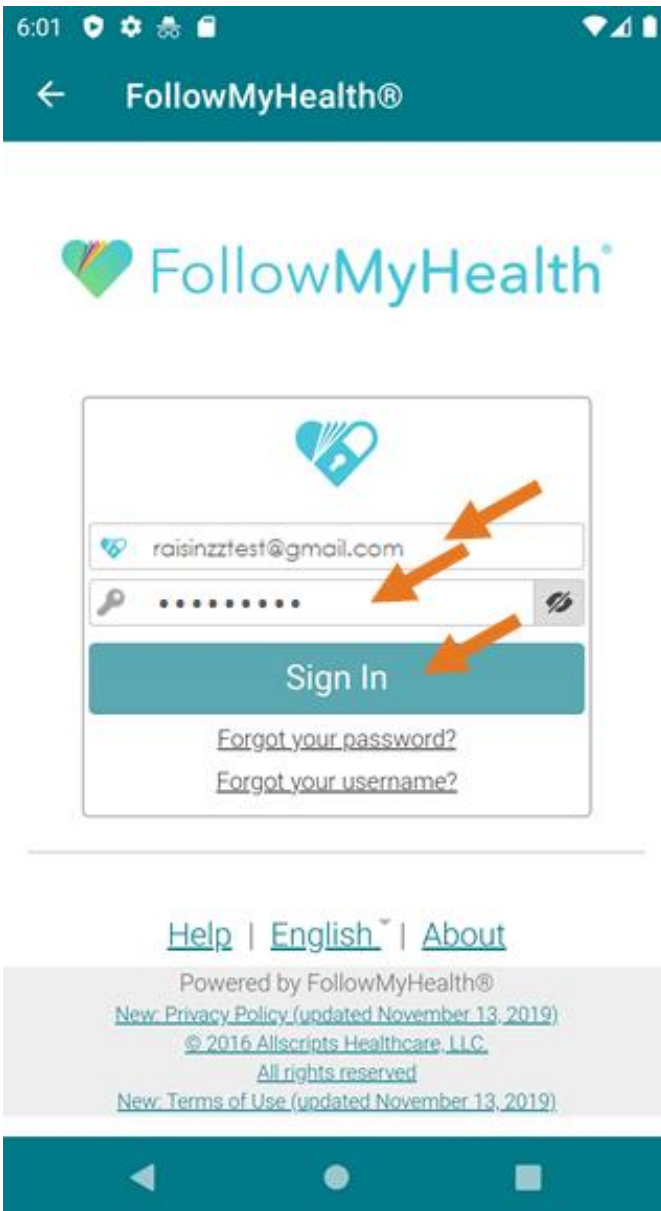 6:01
FollowMyHealth®
FollowMyHealth®
raisinzztest@gmail.com
•••••••••
Sign In
Forgot your password?
Forgot your username?
Help | English | About
Powered by FollowMyHealth®
New: Privacy Policy (updated November 13, 2019)
© 2016 Allscripts Healthcare, LLC.
All rights reserved
New: Terms of Use (updated November 13, 2019)